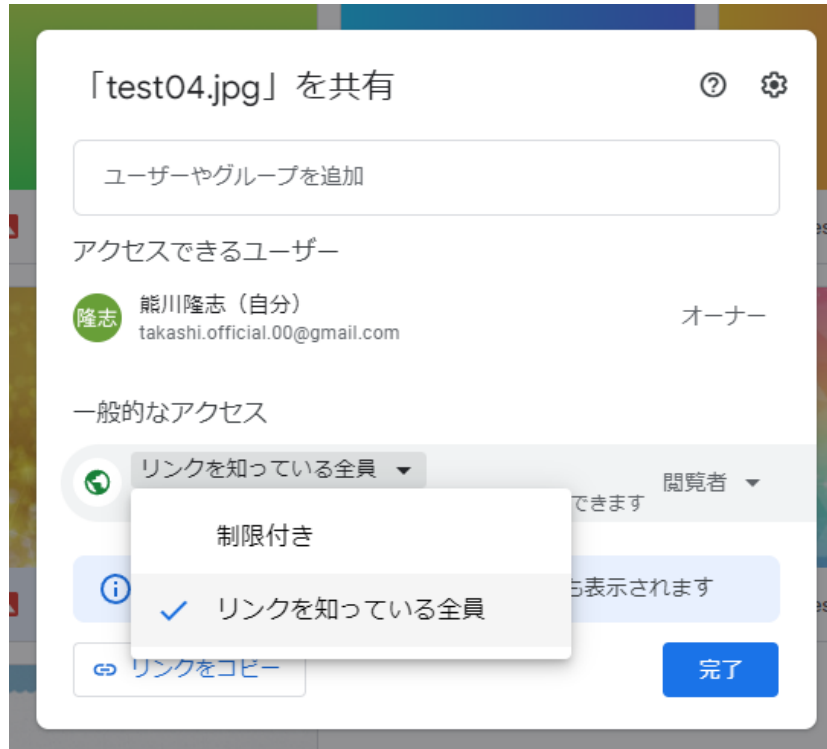 「test04.jpg」を共有
ユーザーやグループを追加
アクセスできるユーザー
隆志
熊川隆志（自分）
オーナー
takashi.official.00@gmail.com
一般的なアクセス
リンクを知っている全員
閲覧者
できます
制限付き
も表示されます
リンクを知っている全員
リンクをコピー
完了